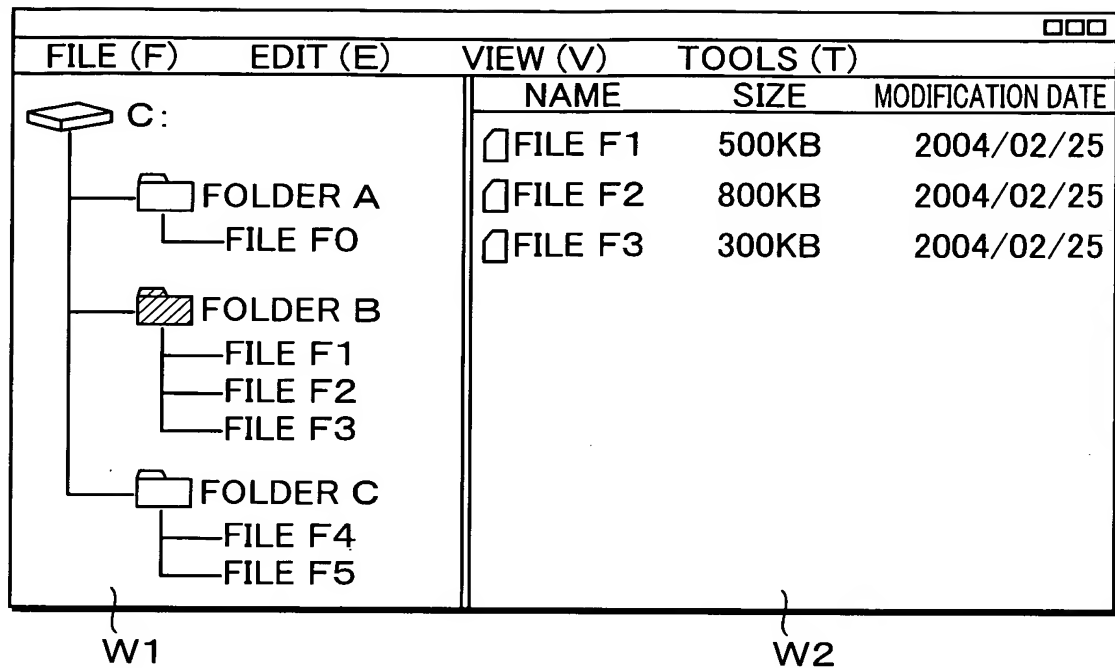 FILE (F) EDIT (E) VIEW (V) TOOLS (T)
C:
FOLDER A
FILE F0
FOLDER B
FILE F1
FILE F2
FILE F3
FOLDER C
FILE F4
FILE F5
NAME SIZE MODIFICATION DATE
FILE F1 500KB 2004/02/25
FILE F2 800KB 2004/02/25
FILE F3 300KB 2004/02/25
W1 W2